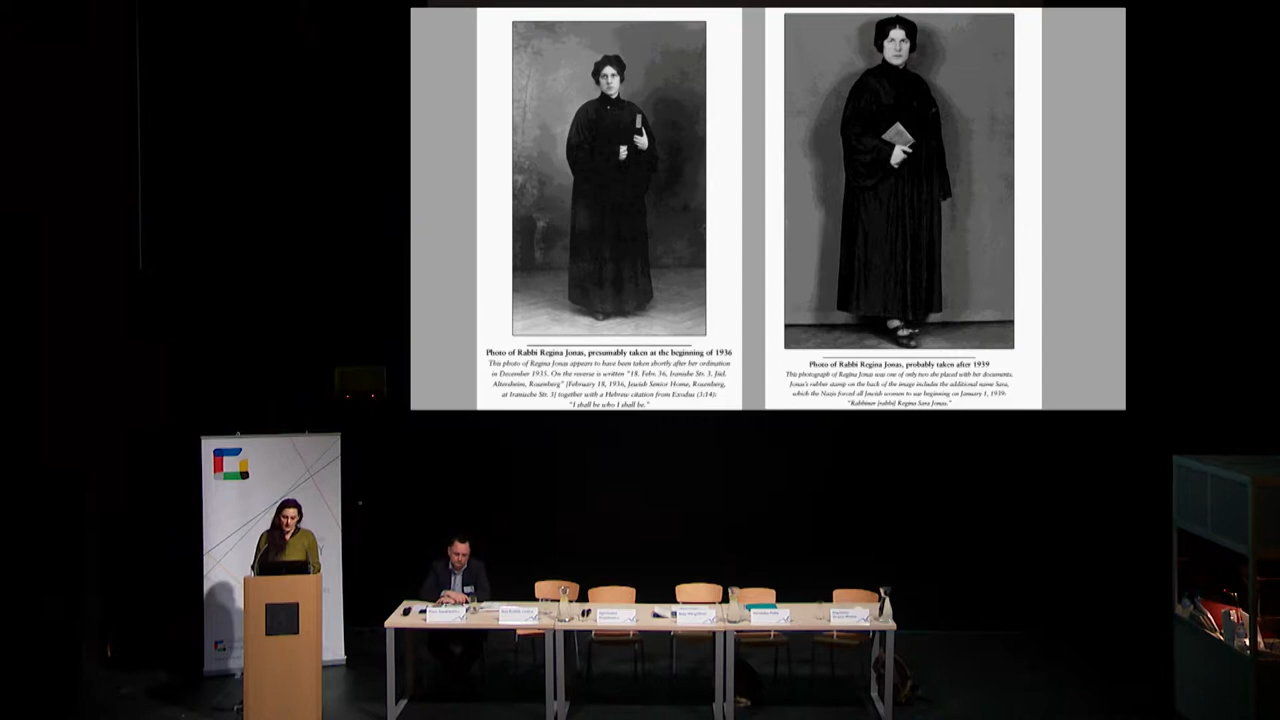 Photo of Rabbi Regina Jonas, presumably taken at the beginning of 1936
This photo of Regina Jonas appears to have been taken shortly after her ordination
in December 1935. On the reverse is written "18. Febr. 36, Iranishe Str. 3. Jüd.
Altersheim, Rosenberg" [February 18, 1936, Jewish Senior Home, Rosenberg,
at Iranische Str. 3] together with a Hebrew citation from Exodus (3:14):
"I shall be who I shall be."
Photo of Rabbi Regina Jonas, probably taken after 1939
This photograph of Regina Jonas was one of only two she placed with her documents.
Jonas's rubber stamp on the back of the image includes the additional name Sara,
which the Nazis forced all Jewish women to use beginning on January 1, 1939:
"Rabbiner [rabbi] Regina Sara Jonas."